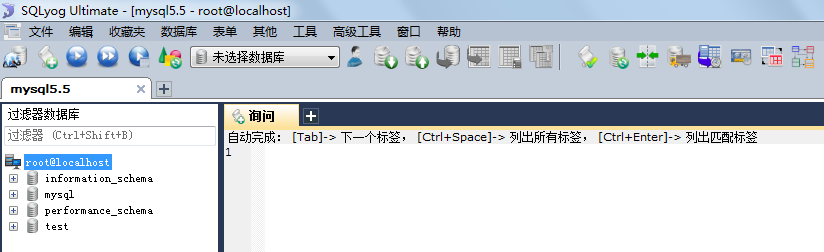 SQLyog Ultimate - [mysql5.5 - root@localhost]
文件 编辑 收藏夹 数据库 表单 其他 工具 高级工具 窗口 帮助
未选择数据库
mysql5.5
过滤器数据库
过滤器 (Ctrl+Shift+B)
root@localhost
information_schema
mysql
performance_schema
test
询问
自动完成: [Tab]-> 下一个标签, [Ctrl+Space]-> 列出所有标签, [Ctrl+Enter]-> 列出匹配标签
1